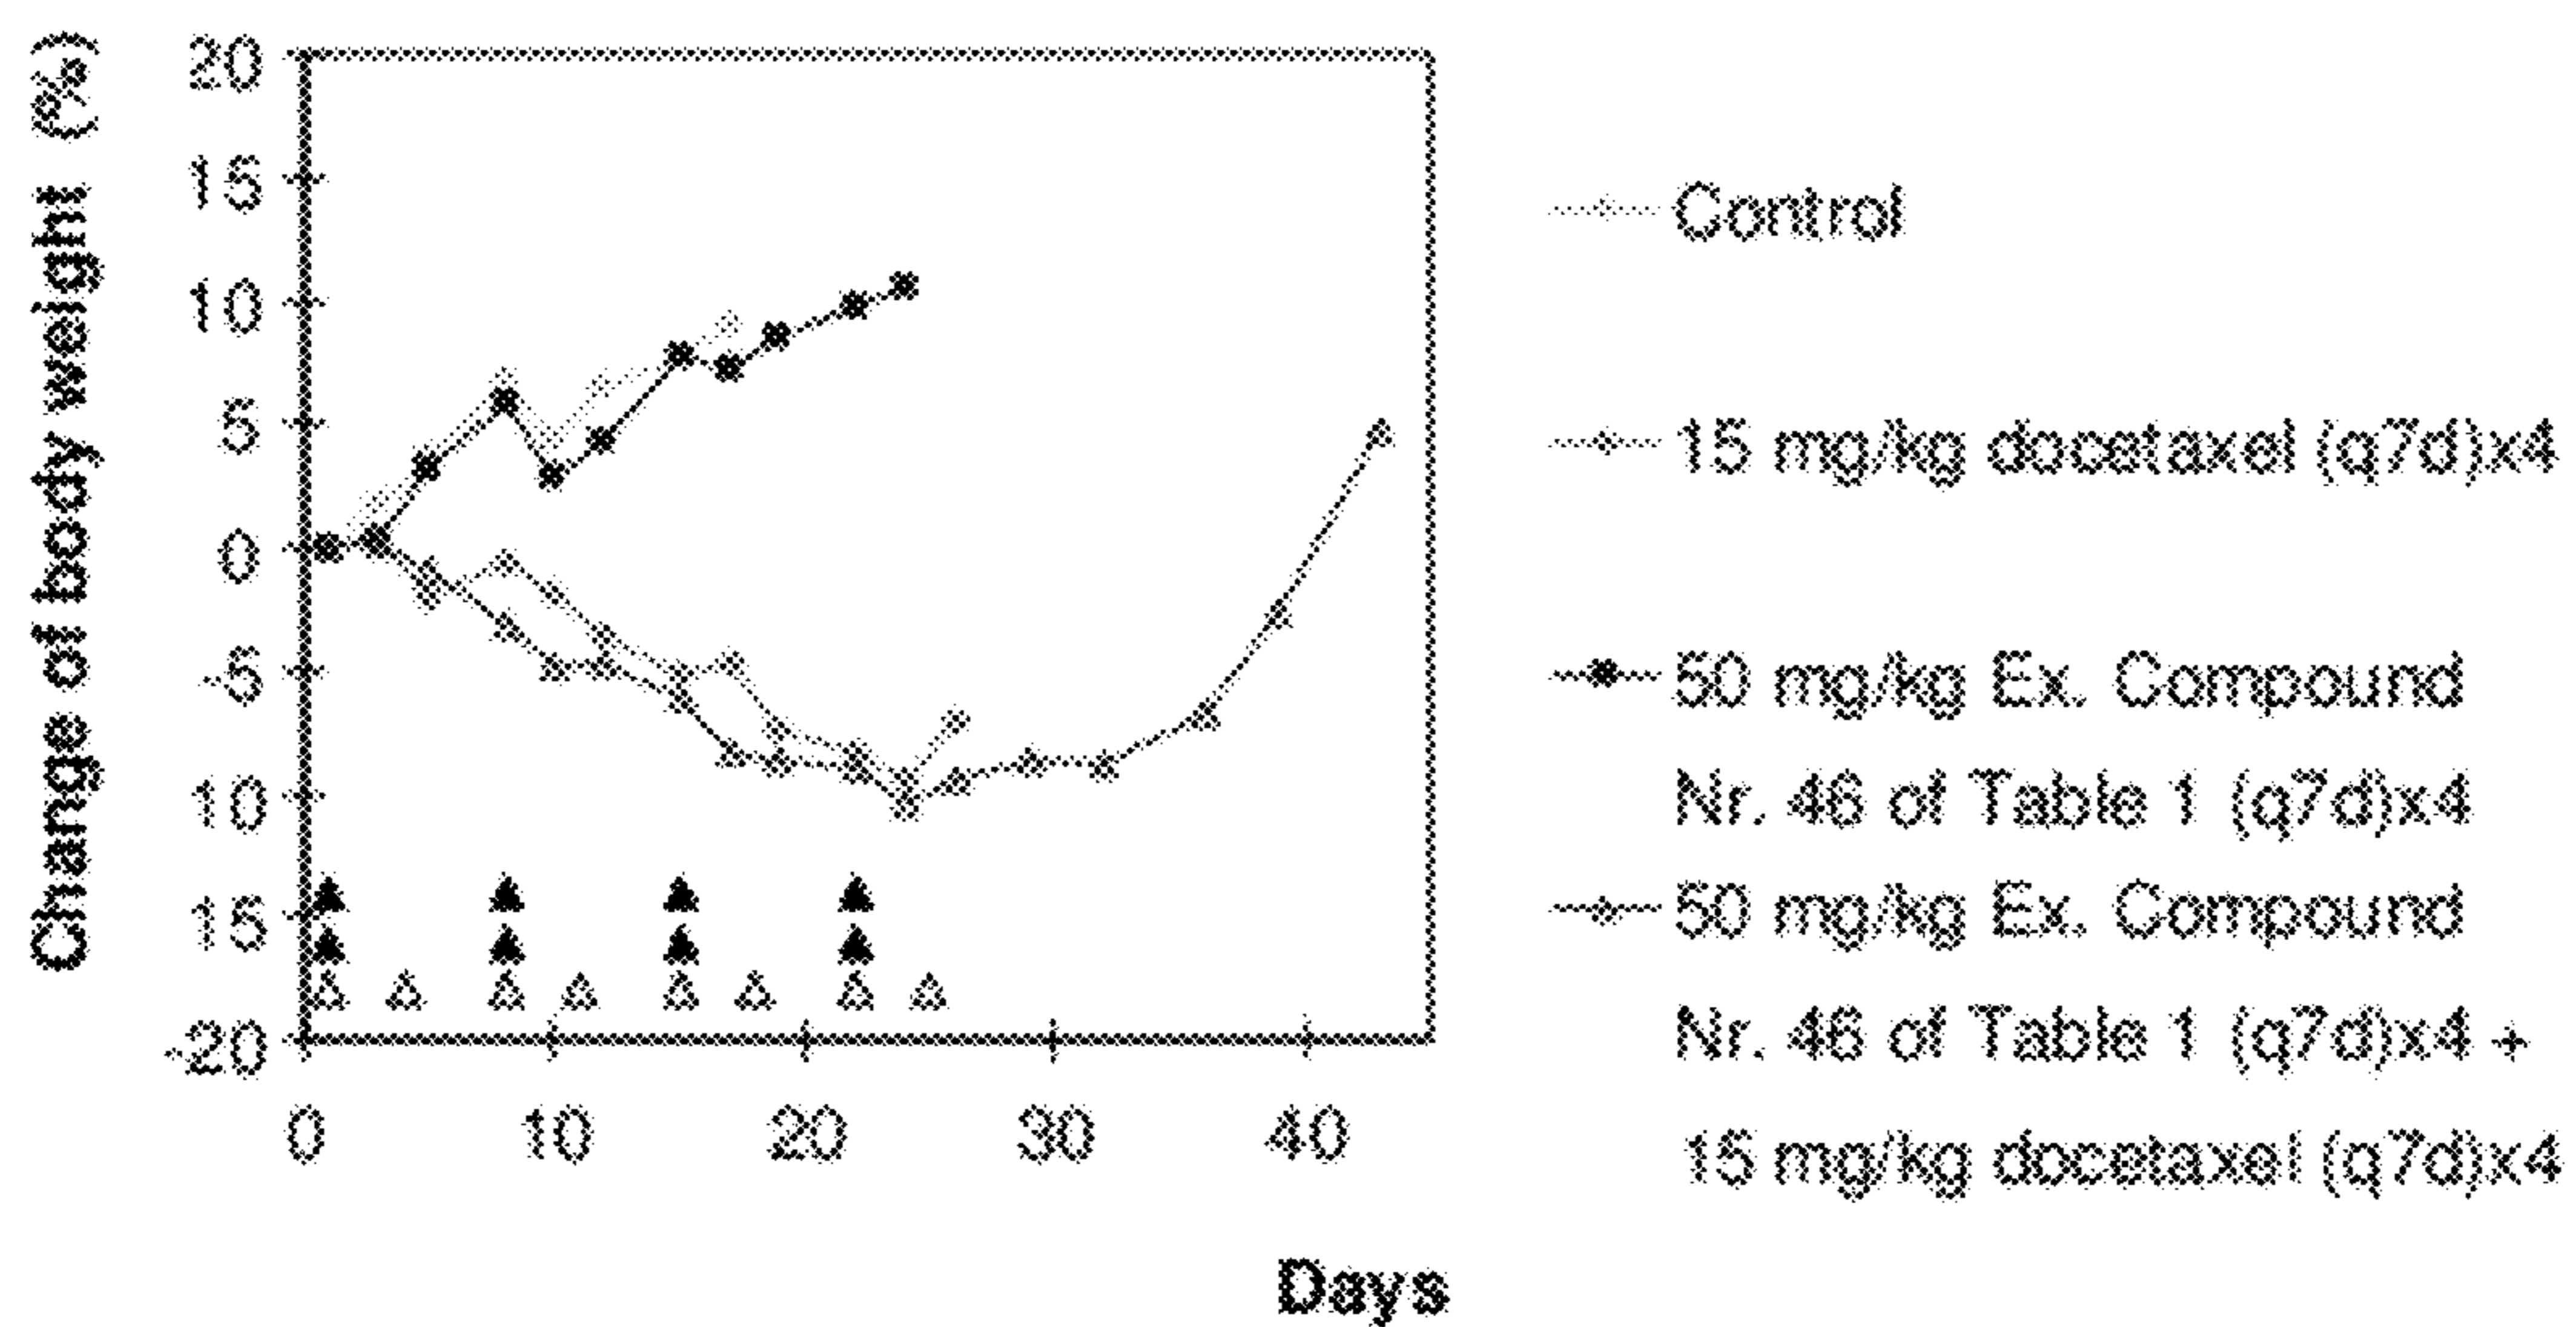 Change of body weight (%)
20
15
10
5
0
-5
10
15
-20
0 10 20 30 40
Days
Control
15 mg/kg docetaxel (q7d)x4
50 mg/kg Ex. Compound
Nr. 46 of Table 1 (q7d)x4
50 mg/kg Ex. Compound
Nr. 46 of Table 1 (q7d)x4 +
15 mg/kg docetaxel (q7d)x4